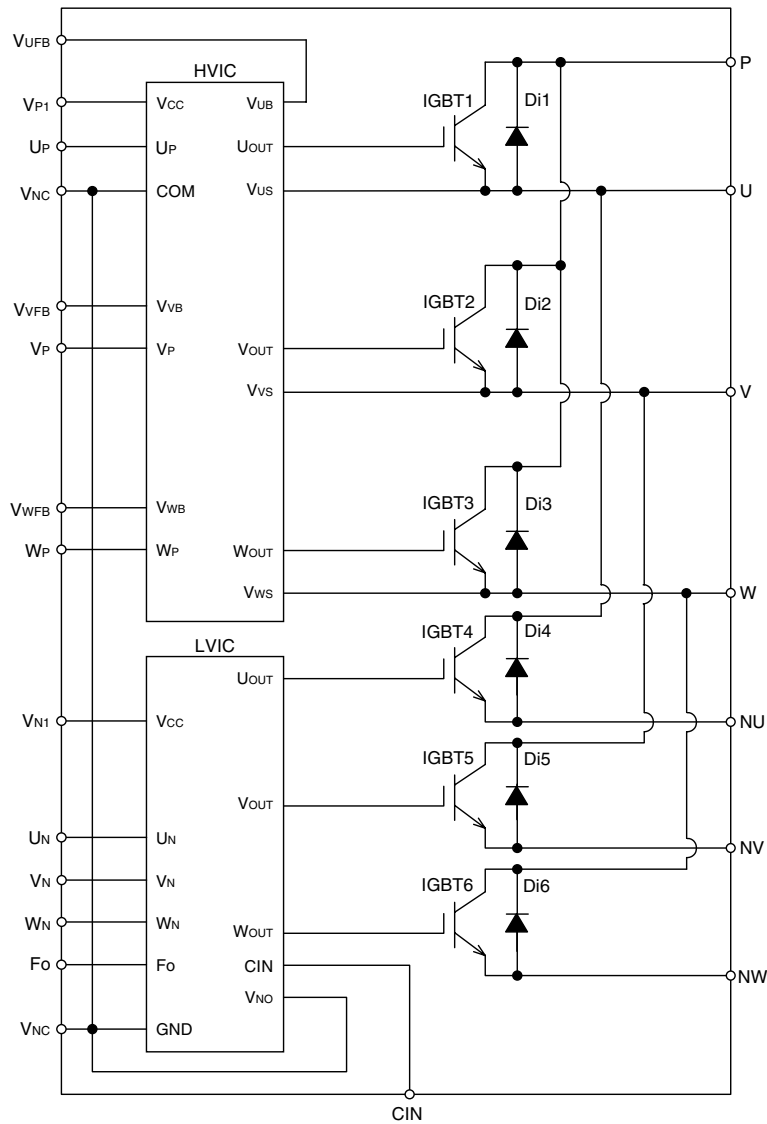 VUFB
HVIC
P
IGBT1
Di1
VP1
VCC
VUB
UP
UP
UOUT
VNC
COM
VUS
U
IGBT2
Di2
VVFB
VVB
VP
VP
VOUT
VVS
V
IGBT3
Di3
VWFB
VWB
WP
WP
WOUT
VWS
W
LVIC
IGBT4
Di4
UOUT
VN1
VCC
NU
IGBT5
Di5
VOUT
UN
UN
NV
VN
VN
IGBT6
Di6
WN
WN
WOUT
Fo
Fo
CIN
NW
VNO
VNC
GND
CIN